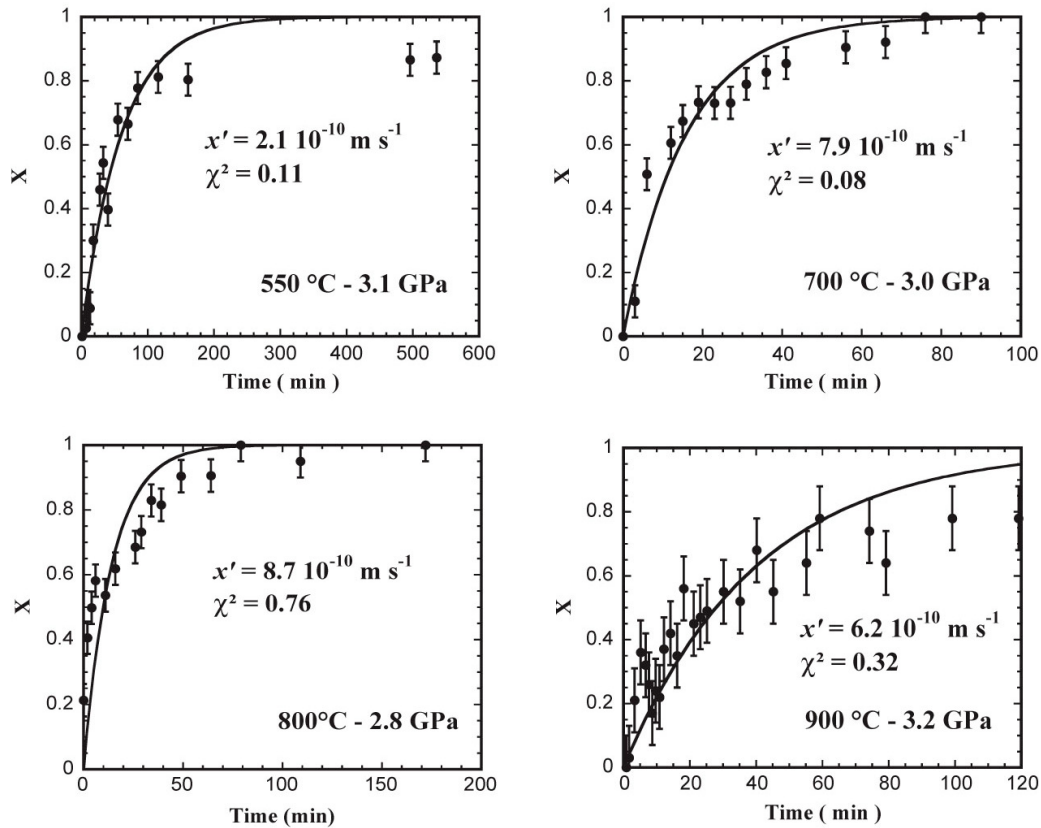 1
0.8
0.6
0.4
0.2
0
X
x′ = 2.1 10⁻¹⁰ m s⁻¹
χ² = 0.11
550 °C - 3.1 GPa
0 100 200 300 400 500 600
Time ( min )
1
0.8
0.6
0.4
0.2
0
X
x′ = 7.9 10⁻¹⁰ m s⁻¹
χ² = 0.08
700 °C - 3.0 GPa
0 20 40 60 80 100
Time ( min )
1
0.8
0.6
0.4
0.2
0
X
x′ = 8.7 10⁻¹⁰ m s⁻¹
χ² = 0.76
800°C - 2.8 GPa
0 50 100 150 200
Time (min)
1
0.8
0.6
0.4
0.2
0
X
x′ = 6.2 10⁻¹⁰ m s⁻¹
χ² = 0.32
900 °C - 3.2 GPa
0 20 40 60 80 100 120
Time ( min )